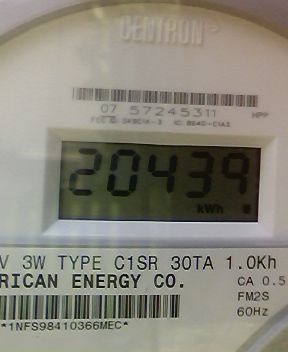 CENTRON®
07 57245311 HPP
20439
kWh
V 3W TYPE C1SR 30TA 1.0Kh
RICAN ENERGY CO. CA 0.5
FM2S
60Hz
*1NFS98410366MEC*